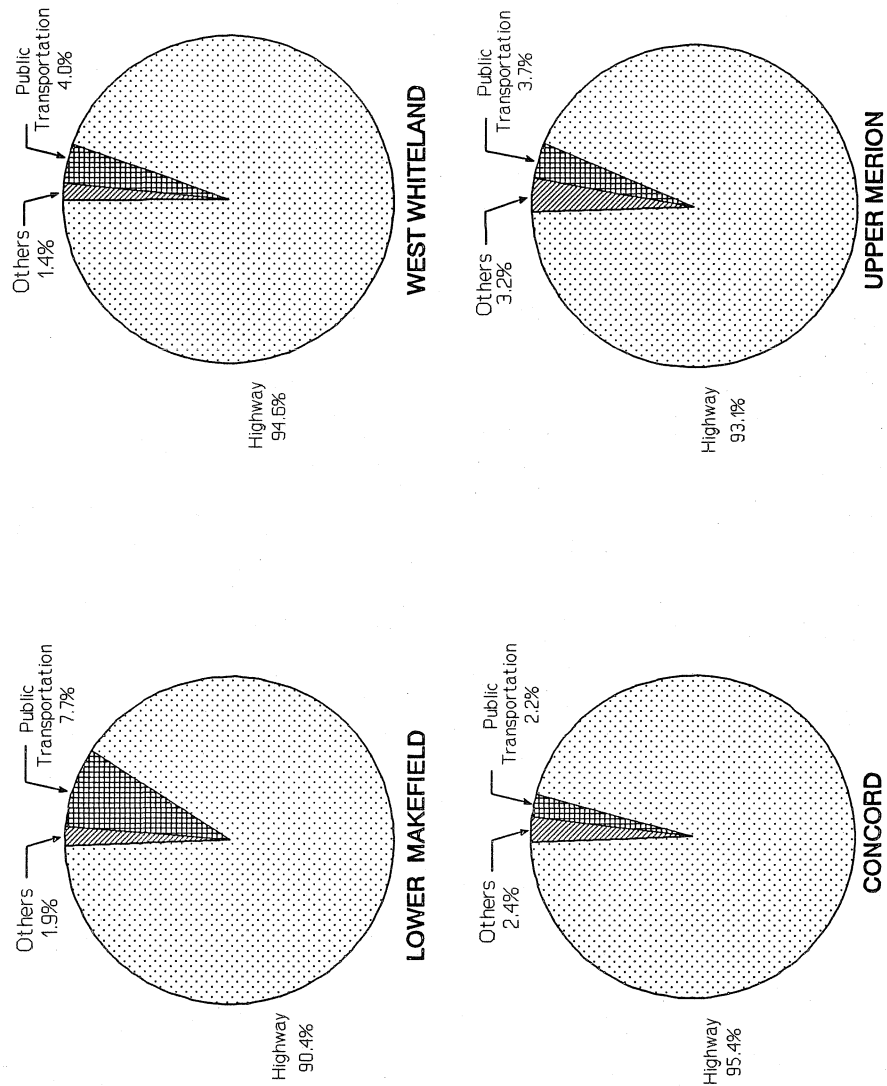 Others
1.9%
Public
Transportation
7.7%
Highway
90.4%
LOWER MAKEFIELD
Others
1.4%
Public
Transportation
4.0%
Highway
94.6%
WEST WHITELAND
Others
2.4%
Public
Transportation
2.2%
Highway
95.4%
CONCORD
Others
3.2%
Public
Transportation
3.7%
Highway
93.1%
UPPER MERION